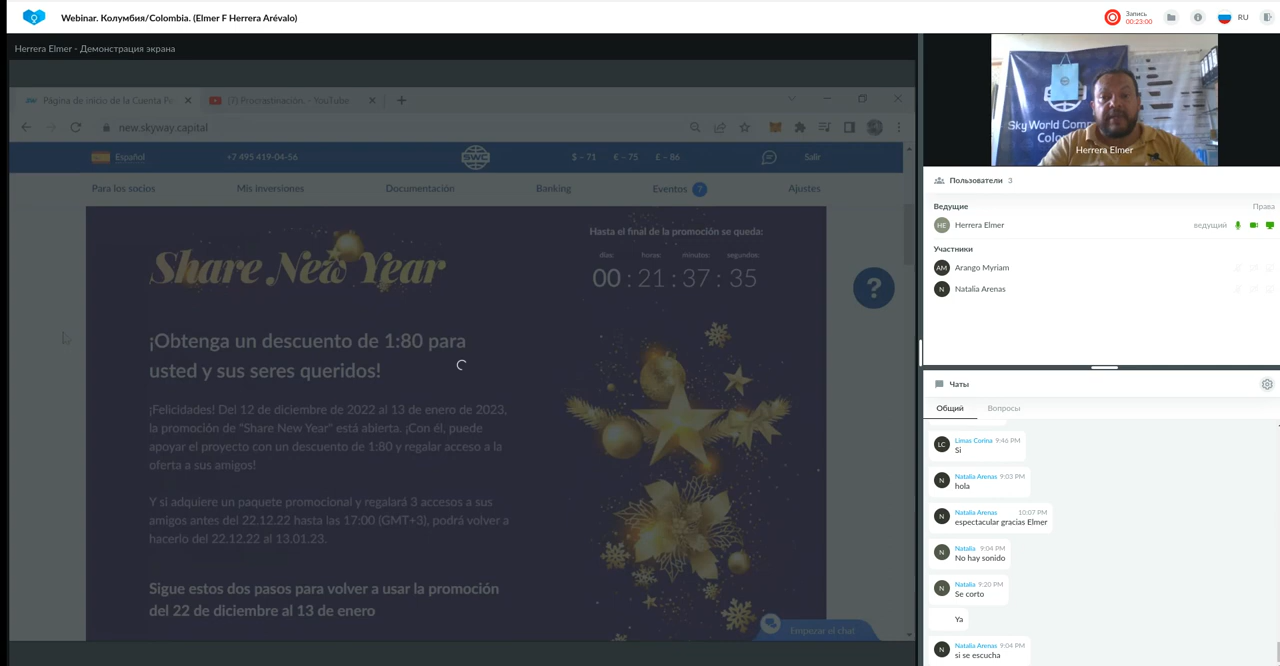 Webinar. Колумбия/Colombia. (Elmer F Herrera Arévalo)
Запись
00:23:00
RU
Herrera Elmer - Демонстрация экрана
Página de inicio de la Cuenta Pe
(7) Procrastinación. - YouTube
new.skyway.capital
Español
+7 495 419-04-56
SWC
$ – 71
€ – 75
£ – 86
Salir
Para los socios
Mis Inversiones
Documentación
Banking
Eventos 7
Ajustes
Share New Year
Hasta el final de la promoción se queda:
días:
horas:
minutos:
segundos:
00 : 21 : 37 : 35
?
¡Obtenga un descuento de 1:80 para
usted y sus seres queridos!
¡Felicidades! Del 12 de diciembre de 2022 al 13 de enero de 2023,
la promoción de "Share New Year" está abierta. ¡Con él, puede
apoyar el proyecto con un descuento de 1:80 y regalar acceso a la
oferta a sus amigos!
Y si adquiere un paquete promocional y regalará 3 accesos a sus
amigos antes del 22.12.22 hasta las 17:00 (GMT+3), podrá volver a
hacerlo del 22.12.22 al 13.01.23.
Sigue estos dos pasos para volver a usar la promoción
del 22 de diciembre al 13 de enero
Empezar el chat
Sky World Com
Colo
Herrera Elmer
Пользователи 3
Ведущие
Права
HE
Herrera Elmer
ведущий
Участники
AM
Arango Myriam
N
Natalia Arenas
Чаты
Общий
Вопросы
LC
Limas Corina 9:46 PM
Si
N
Natalia Arenas 9:03 PM
hola
N
Natalia Arenas 10:07 PM
espectacular gracias Elmer
N
Natalia 9:04 PM
No hay sonido
N
Natalia 9:20 PM
Se corto
Ya
N
Natalia Arenas 9:04 PM
si se escucha